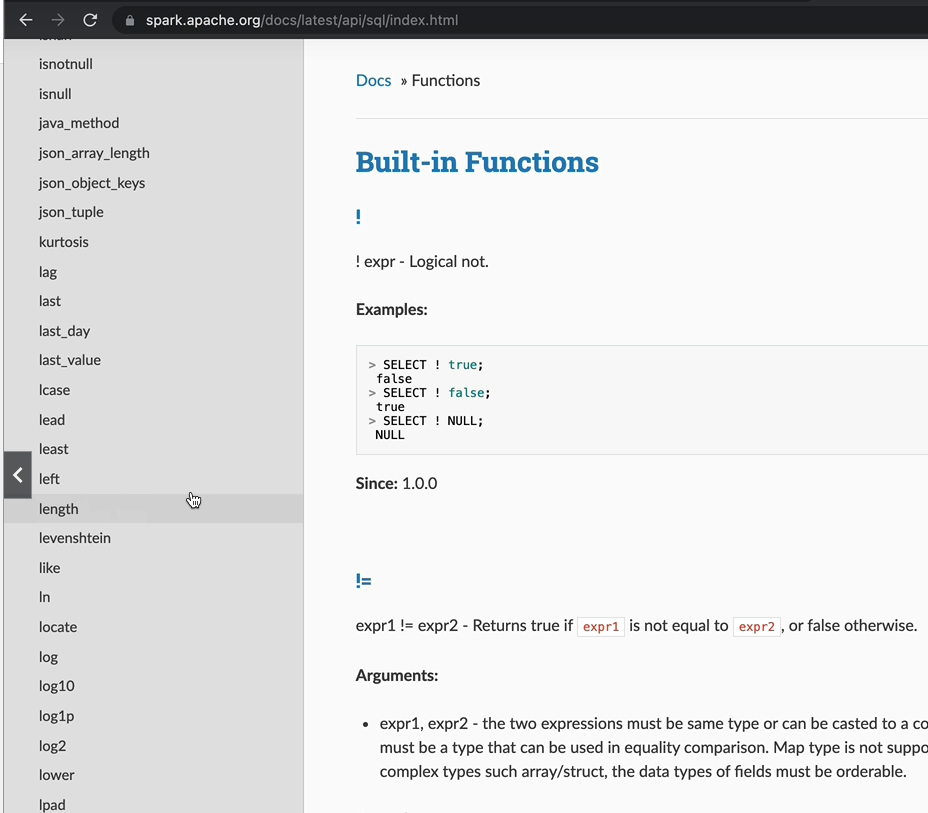 spark.apache.org/docs/latest/api/sql/index.html
isnotnull
isnull
java_method
json_array_length
json_object_keys
json_tuple
kurtosis
lag
last
last_day
last_value
lcase
lead
least
left
length
levenshtein
like
ln
locate
log
log10
log1p
log2
lower
lpad
Docs » Functions
Built-in Functions
!
! expr - Logical not.
Examples:
> SELECT ! true;
false
> SELECT ! false;
true
> SELECT ! NULL;
NULL
Since: 1.0.0
!=
expr1 != expr2 - Returns true if expr1 is not equal to expr2, or false otherwise.
Arguments:
• expr1, expr2 - the two expressions must be same type or can be casted to a co
must be a type that can be used in equality comparison. Map type is not suppo
complex types such array/struct, the data types of fields must be orderable.